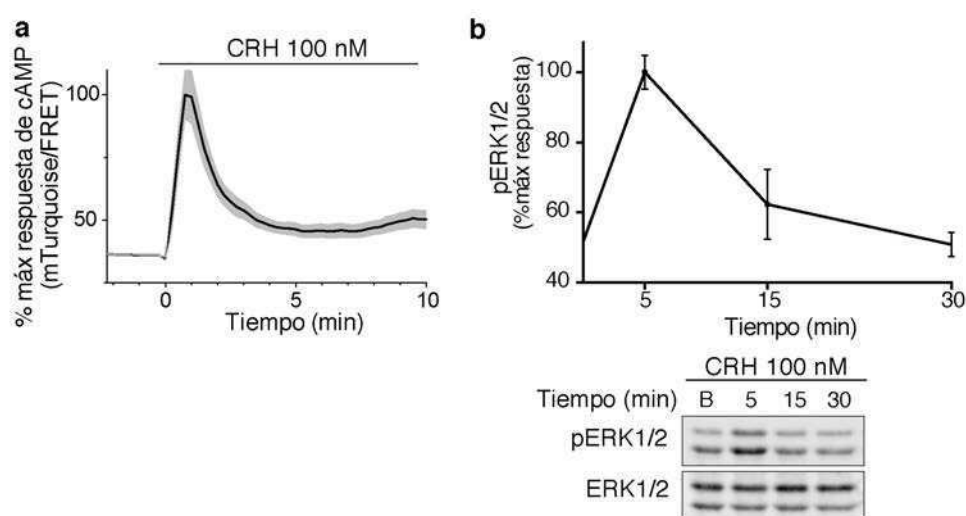 a
CRH 100 nM
% máx respuesta de cAMP
(mTurquoise/FRET)
100
50
0
5
10
Tiempo (min)
b
pERK1/2
(%máx respuesta)
100
80
60
40
5
15
30
Tiempo (min)
CRH 100 nM
Tiempo (min) B 5 15 30
pERK1/2
ERK1/2